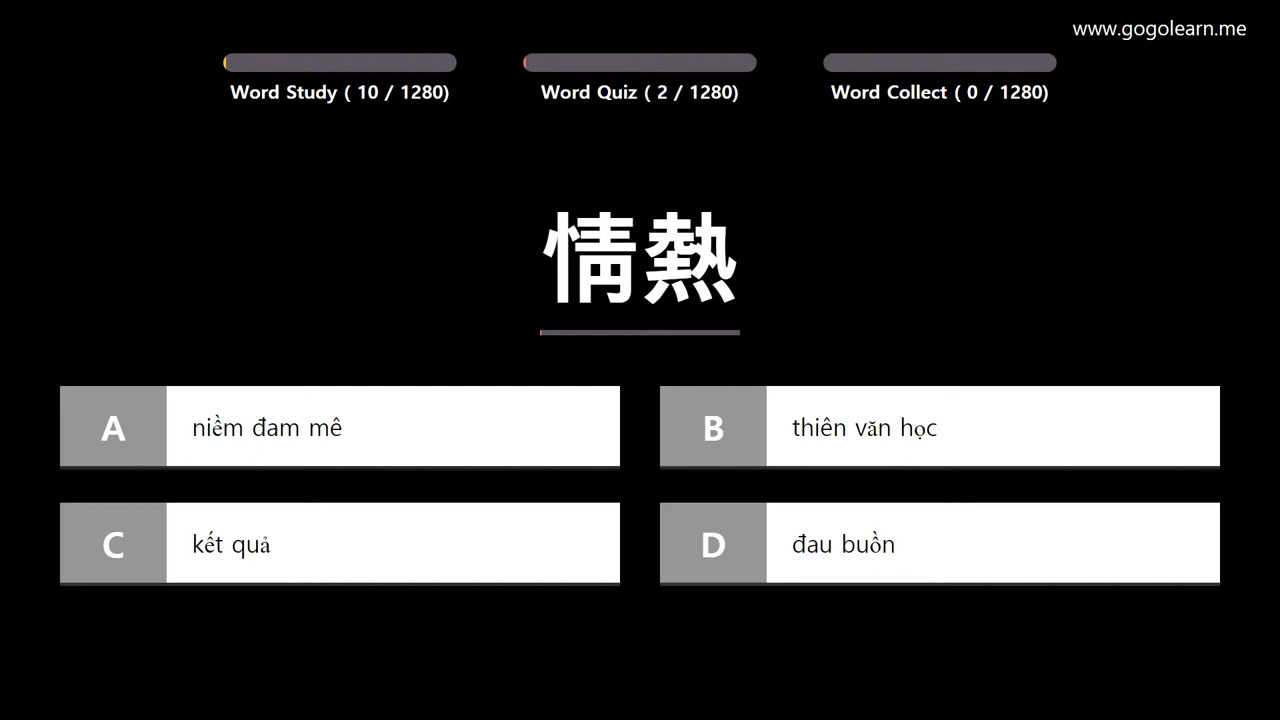 www.gogolearn.me
Word Study ( 10 / 1280)
Word Quiz ( 2 / 1280)
Word Collect ( 0 / 1280)
情熱
A niềm đam mê
B thiên văn học
C kết quả
D đau buồn